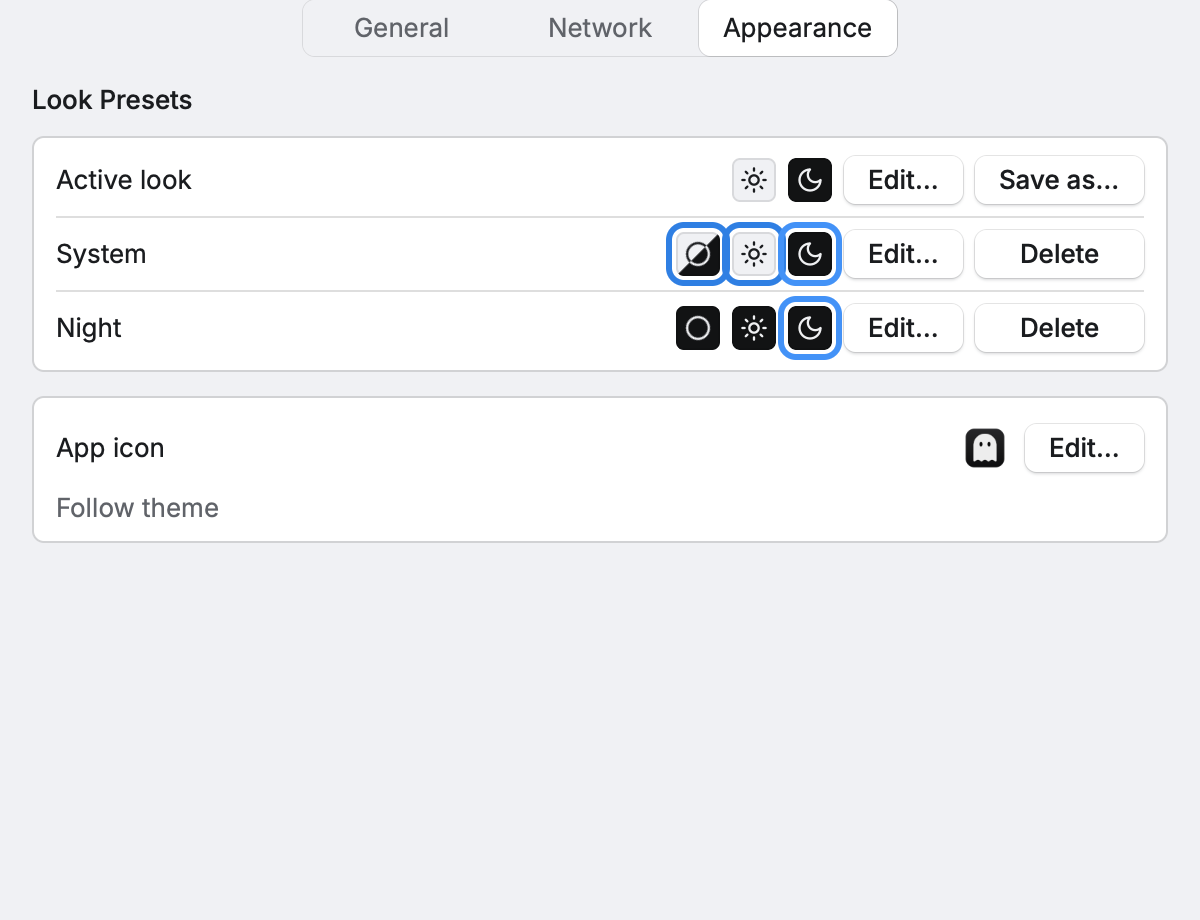 General Network Appearance
Look Presets
Active look Edit... Save as...
System Edit... Delete
Night Edit... Delete
App icon Edit...
Follow theme